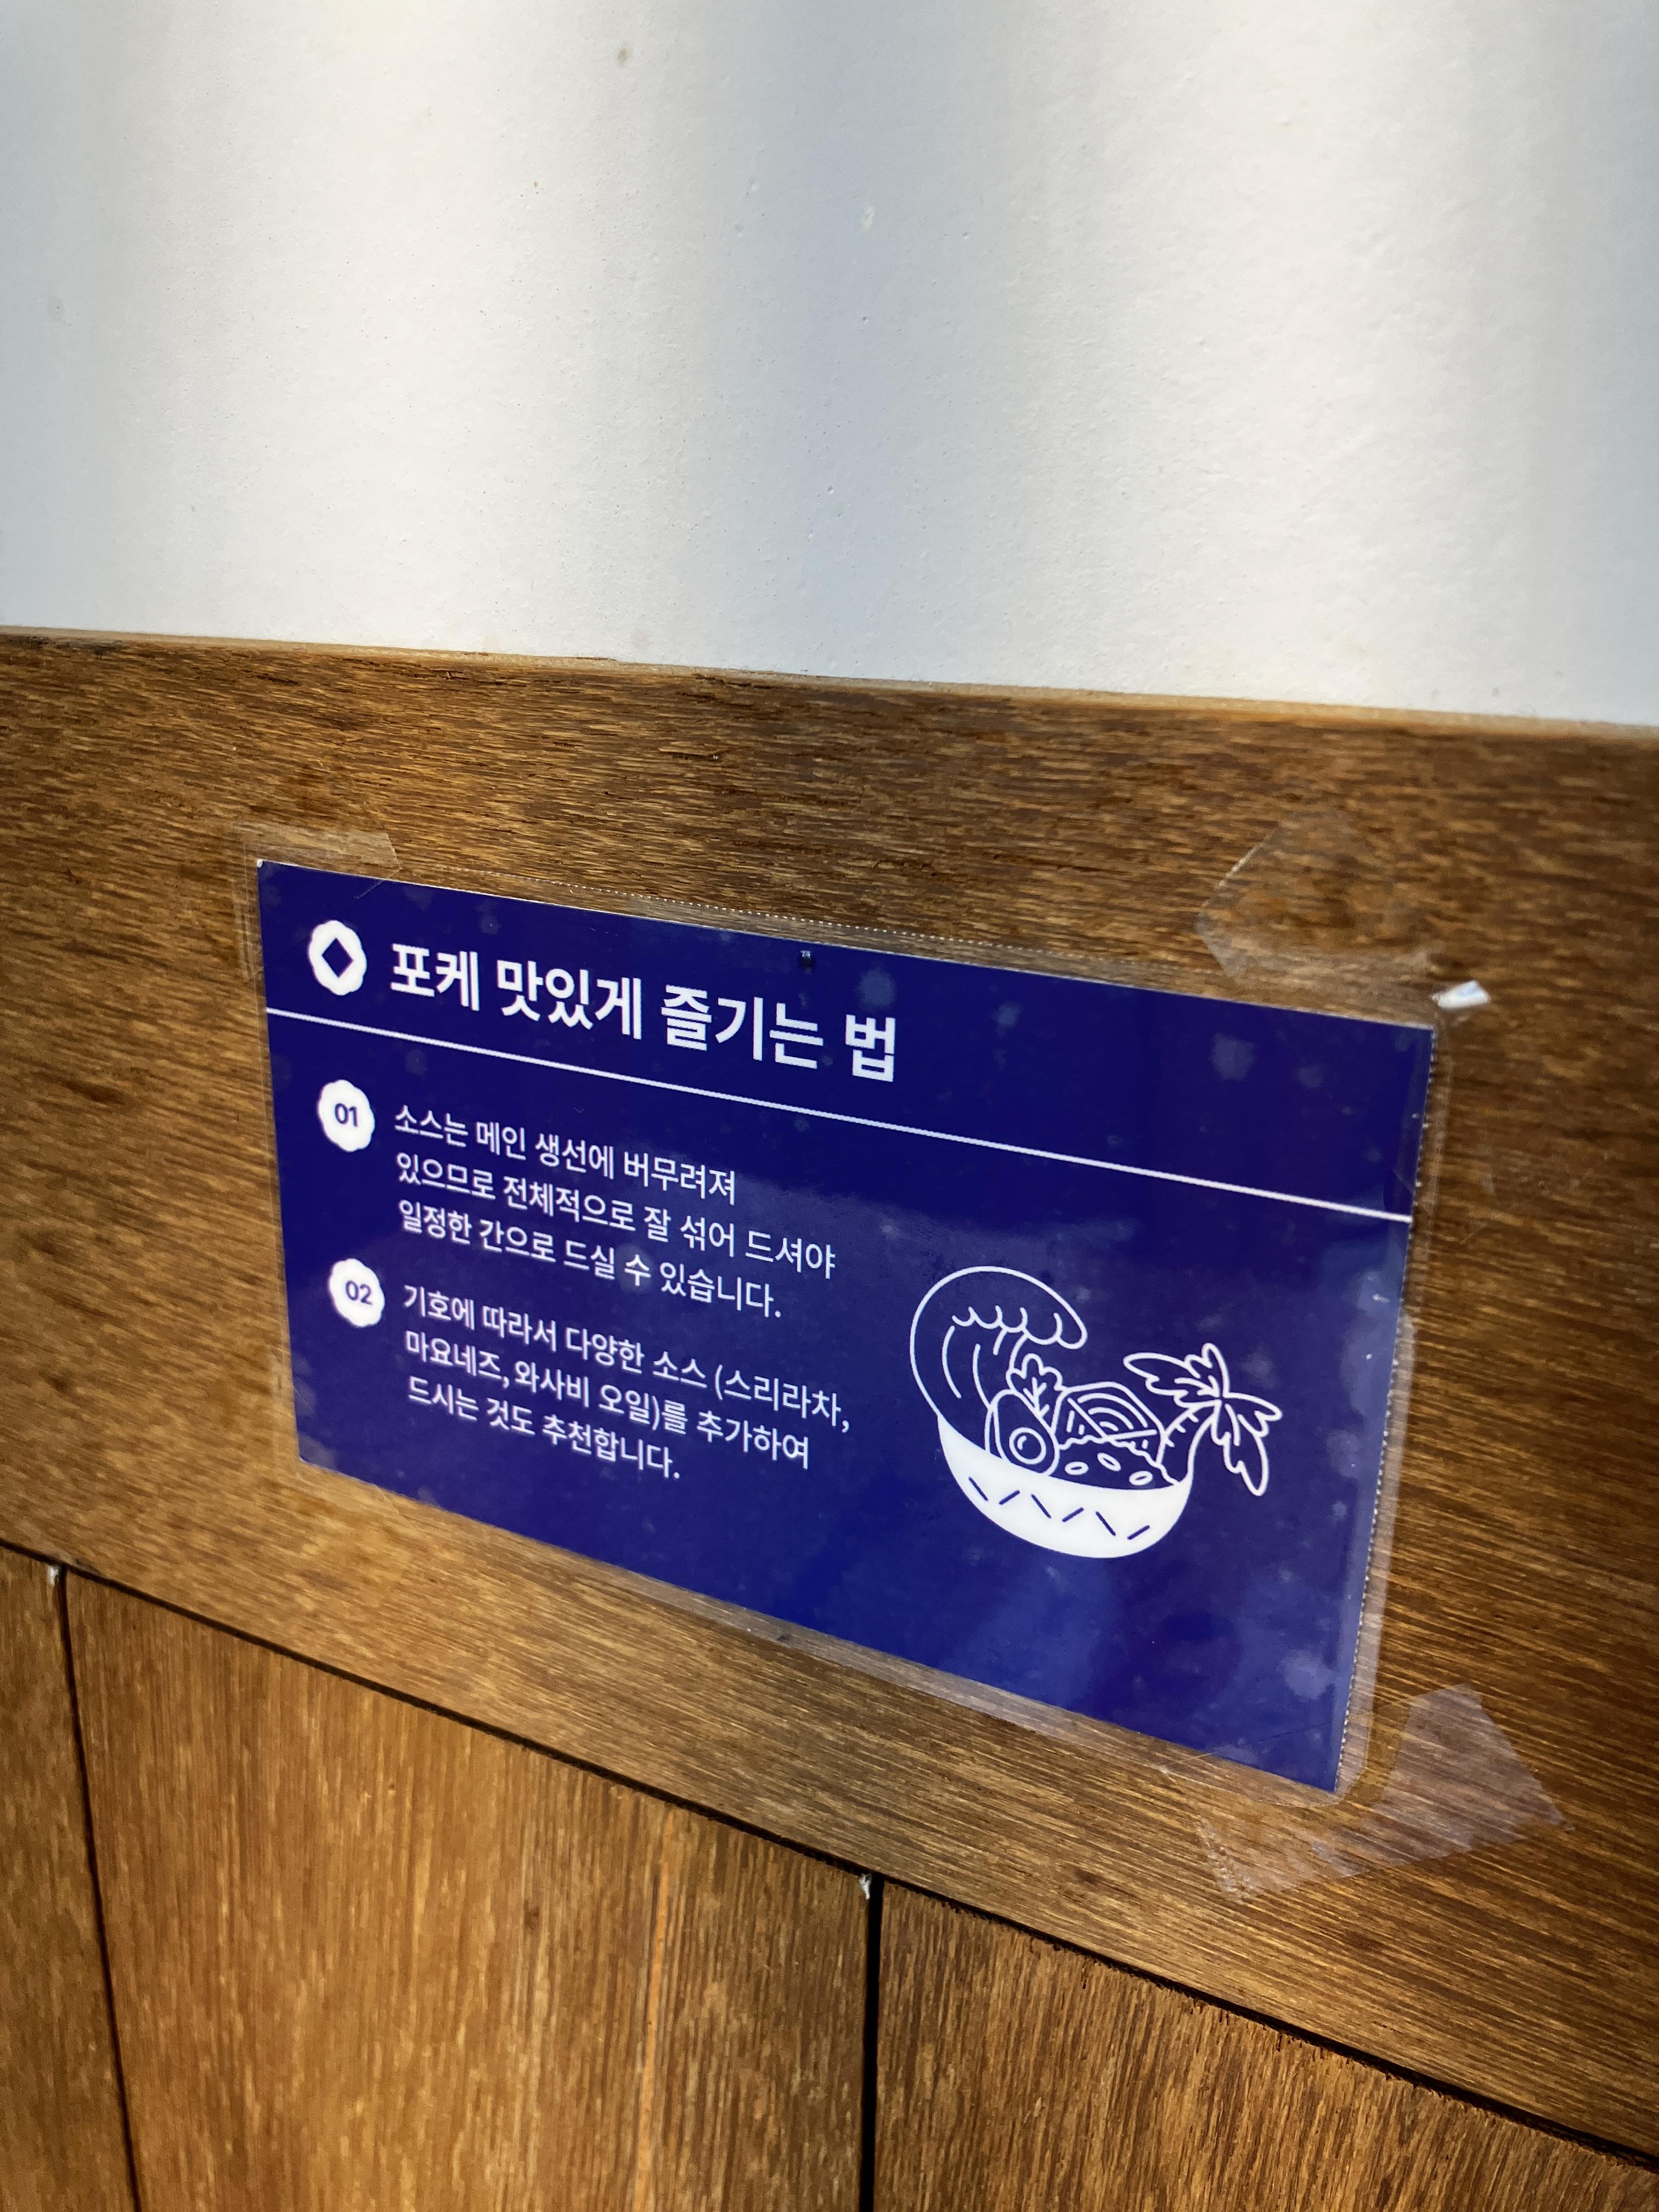 포케 맛있게 즐기는 법
01
소스는 메인 생선에 버무려져
있으므로 전체적으로 잘 섞어 드셔야
일정한 간으로 드실 수 있습니다.
02
기호에 따라서 다양한 소스 (스리라차,
마요네즈, 와사비 오일)를 추가하여
드시는 것도 추천합니다.